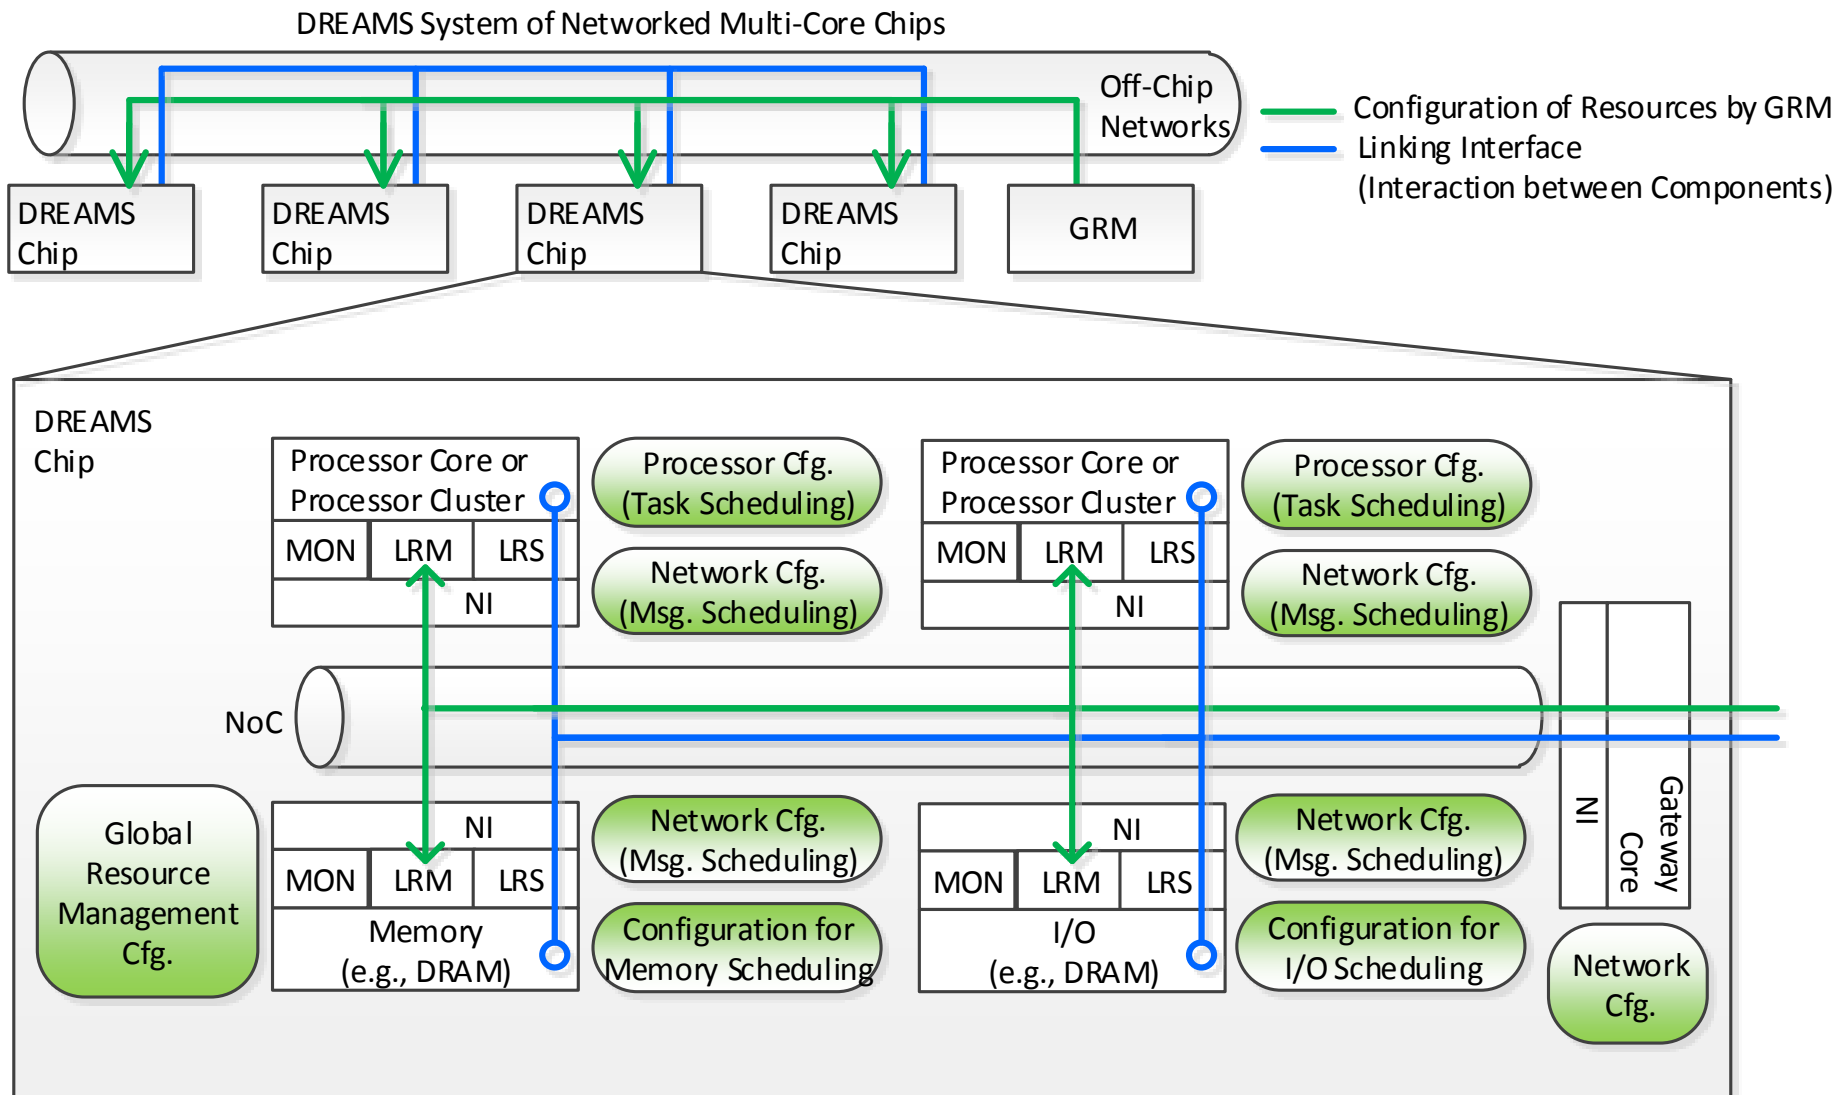 DREAMS System of Networked Multi-Core Chips
Off-Chip
Networks
Configuration of Resources by GRM
Linking Interface
(Interaction between Components)
DREAMS
Chip
DREAMS
Chip
DREAMS
Chip
DREAMS
Chip
GRM
DREAMS
Chip
Processor Core or
Processor Cluster
MON
LRM
LRS
NI
Processor Cfg.
(Task Scheduling)
Network Cfg.
(Msg. Scheduling)
Processor Core or
Processor Cluster
MON
LRM
LRS
NI
Processor Cfg.
(Task Scheduling)
Network Cfg.
(Msg. Scheduling)
NoC
Global
Resource
Management
Cfg.
NI
MON
LRM
LRS
Memory
(e.g., DRAM)
Network Cfg.
(Msg. Scheduling)
Configuration for
Memory Scheduling
NI
MON
LRM
LRS
I/O
(e.g., DRAM)
Network Cfg.
(Msg. Scheduling)
Configuration for
I/O Scheduling
NI
Gateway
Core
Network
Cfg.